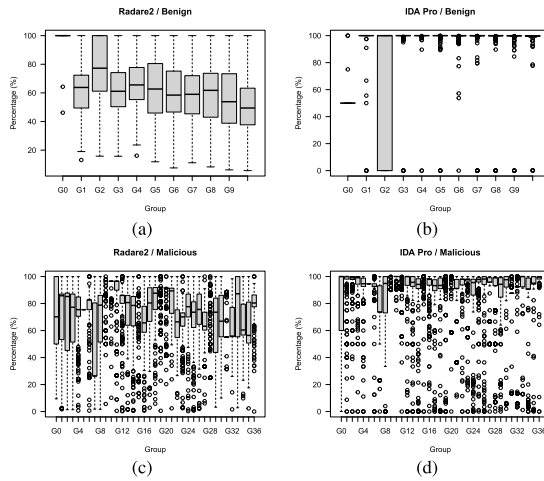 Radare2 / Benign
Percentage (%)
100
80
60
40
20
G0 G1 G2 G3 G4 G5 G6 G7 G8 G9
Group
(a)
IDA Pro / Benign
Percentage (%)
100
80
60
40
20
0
G0 G1 G2 G3 G4 G5 G6 G7 G8 G9
Group
(b)
Radare2 / Malicious
Percentage (%)
100
80
60
40
20
0
G0 G4 G8 G12 G16 G20 G24 G28 G32 G36
Group
(c)
IDA Pro / Malicious
Percentage (%)
100
80
60
40
20
0
G0 G4 G8 G12 G16 G20 G24 G28 G32 G36
Group
(d)